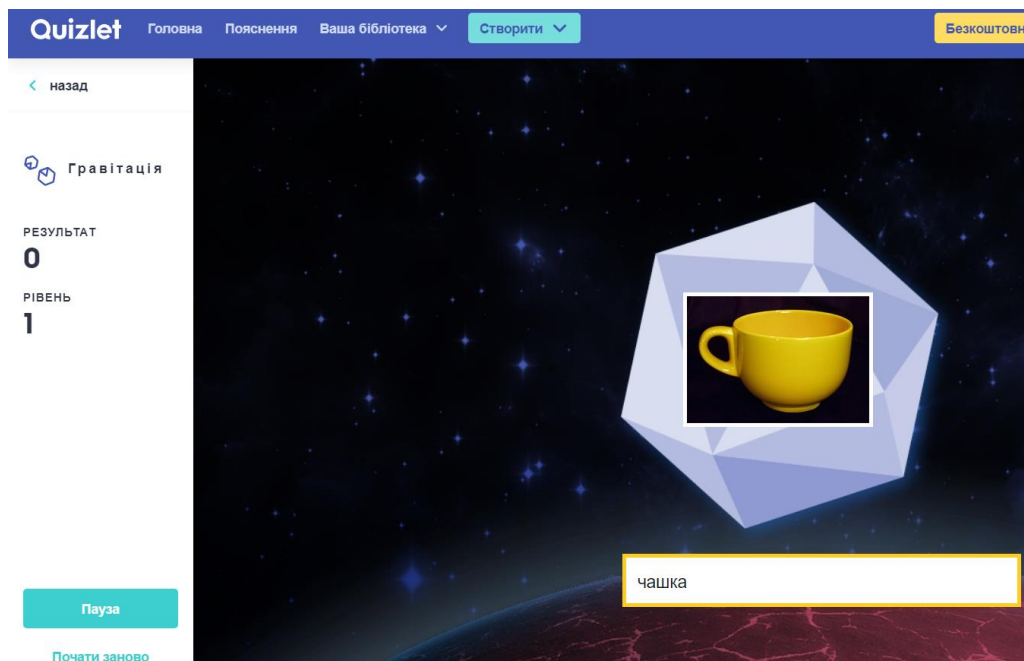 Quizlet Головна Пояснення Ваша бібліотека Створити
назад
Гравітація
РЕЗУЛЬТАТ
0
РІВЕНЬ
1
чашка
Пауза
Почати заново